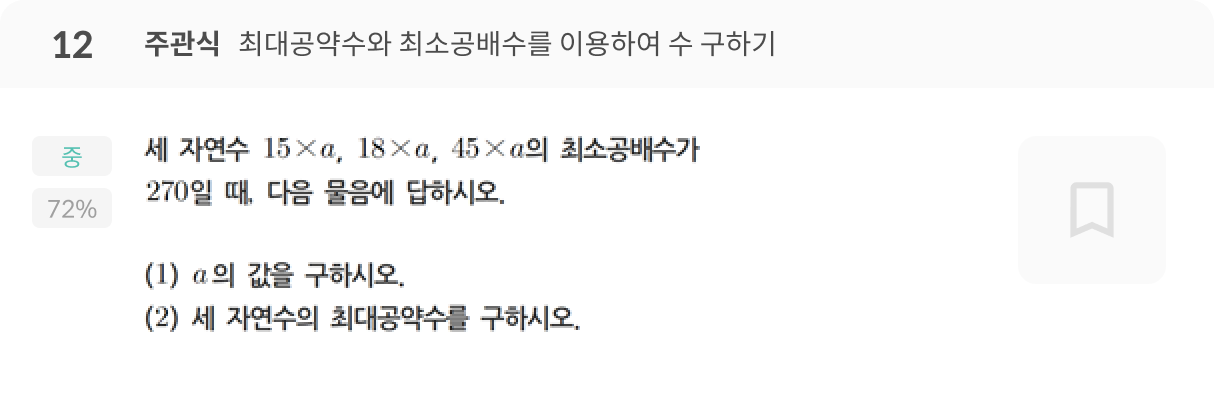 12 주관식 최대공약수와 최소공배수를 이용하여 수 구하기
중
72%
세 자연수 15×a, 18×a, 45×a의 최소공배수가
270일 때, 다음 물음에 답하시오.
(1) a의 값을 구하시오.
(2) 세 자연수의 최대공약수를 구하시오.